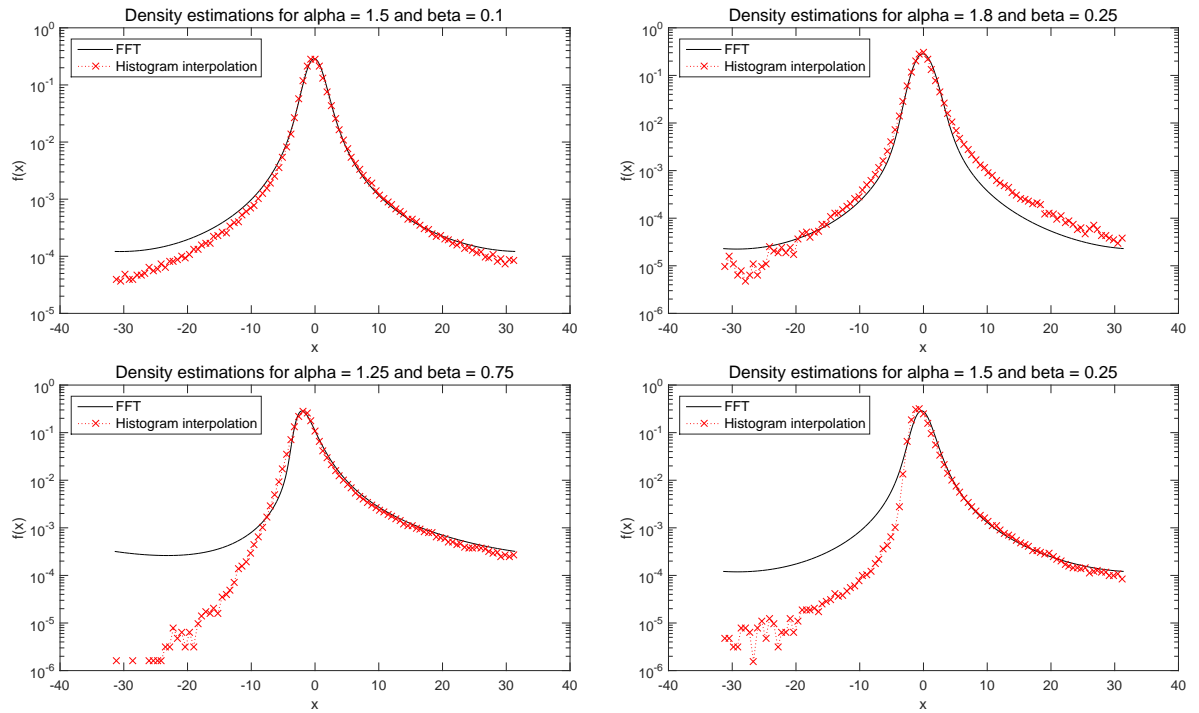 Density estimations for alpha = 1.5 and beta = 0.1
FFT
Histogram interpolation
f(x)
10^0
10^-1
10^-2
10^-3
10^-4
10^-5
-40 -30 -20 -10 0 10 20 30 40
x
Density estimations for alpha = 1.8 and beta = 0.25
FFT
Histogram interpolation
f(x)
10^0
10^-1
10^-2
10^-3
10^-4
10^-5
10^-6
-40 -30 -20 -10 0 10 20 30 40
x
Density estimations for alpha = 1.25 and beta = 0.75
FFT
Histogram interpolation
f(x)
10^0
10^-1
10^-2
10^-3
10^-4
10^-5
10^-6
-40 -30 -20 -10 0 10 20 30 40
x
Density estimations for alpha = 1.5 and beta = 0.25
FFT
Histogram interpolation
f(x)
10^0
10^-1
10^-2
10^-3
10^-4
10^-5
10^-6
-40 -30 -20 -10 0 10 20 30 40
x